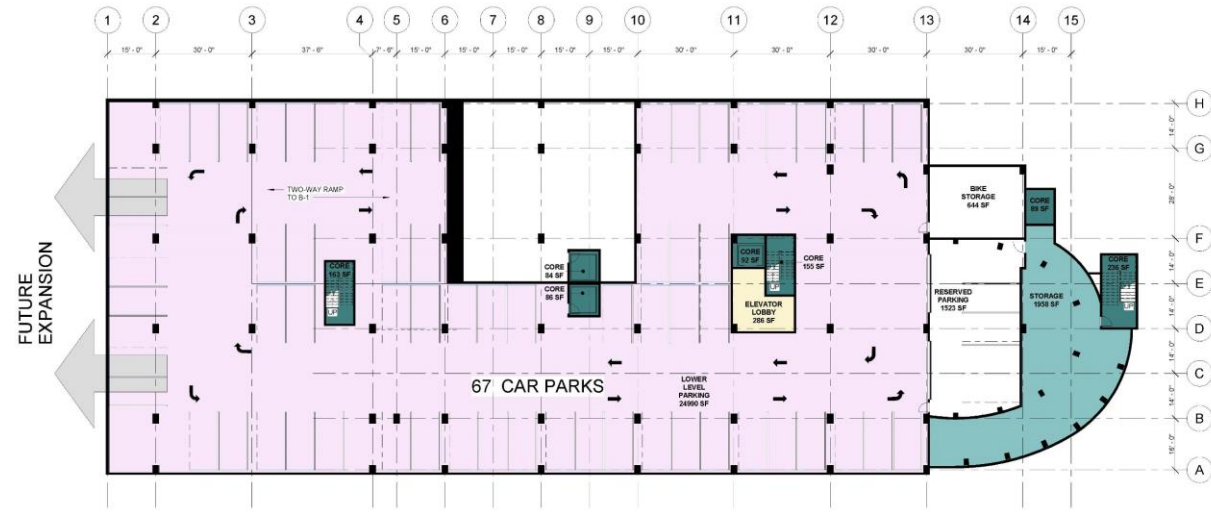 1 2 3 4 5 6 7 8 9 10 11 12 13 14 15
15' - 0" 30' - 0" 37' - 6" 7' - 6" 15' - 0" 15' - 0" 15' - 0" 15' - 0" 15' - 0" 30' - 0" 30' - 0" 30' - 0" 30' - 0" 15' - 0"
H
14' - 0"
G
TWO-WAY RAMP
TO B-1
BIKE
STORAGE
644 SF
CORE
89 SF
28' - 0"
F
FUTURE
EXPANSION
CORE
163 SF
UP
CORE
84 SF
CORE
86 SF
CORE
92 SF
CORE
155 SF
UP
ELEVATOR
LOBBY
286 SF
CORE
236 SF
UP
14' - 0"
E
RESERVED
PARKING
1523 SF
STORAGE
1958 SF
14' - 0"
D
14' - 0"
C
67 CAR PARKS
LOWER
LEVEL
PARKING
24990 SF
14' - 0"
B
A